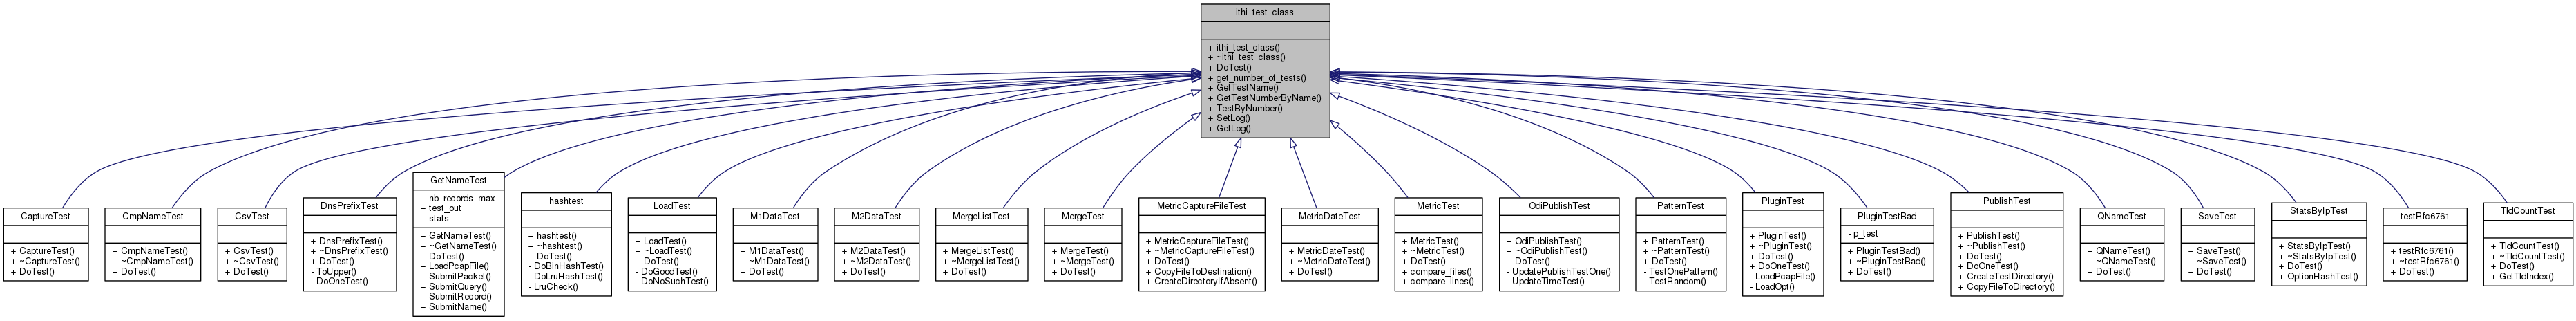 ithi_test_class
+ ithi_test_class()
+ ~ithi_test_class()
+ DoTest()
+ get_number_of_tests()
+ GetTestName()
+ GetTestNumberByName()
+ TestByNumber()
+ SetLog()
+ GetLog()
CaptureTest
+ CaptureTest()
+ ~CaptureTest()
+ DoTest()
CmpNameTest
+ CmpNameTest()
+ ~CmpNameTest()
+ DoTest()
CsvTest
+ CsvTest()
+ ~CsvTest()
+ DoTest()
DnsPrefixTest
+ DnsPrefixTest()
+ ~DnsPrefixTest()
+ DoTest()
- ToUpper()
- DoOneTest()
GetNameTest
+ nb_records_max
+ test_out
+ stats
+ GetNameTest()
+ ~GetNameTest()
+ DoTest()
+ LoadPcapFile()
+ SubmitPacket()
+ SubmitQuery()
+ SubmitRecord()
+ SubmitName()
hashtest
+ hashtest()
+ ~hashtest()
+ DoTest()
- DoBinHashTest()
- DoLruHashTest()
- LruCheck()
LoadTest
+ LoadTest()
+ ~LoadTest()
+ DoTest()
- DoGoodTest()
- DoNoSuchTest()
M1DataTest
+ M1DataTest()
+ ~M1DataTest()
+ DoTest()
M2DataTest
+ M2DataTest()
+ ~M2DataTest()
+ DoTest()
MergeListTest
+ MergeListTest()
+ ~MergeListTest()
+ DoTest()
MergeTest
+ MergeTest()
+ ~MergeTest()
+ DoTest()
MetricCaptureFileTest
+ MetricCaptureFileTest()
+ ~MetricCaptureFileTest()
+ DoTest()
+ CopyFileToDestination()
+ CreateDirectoryIfAbsent()
MetricDateTest
+ MetricDateTest()
+ ~MetricDateTest()
+ DoTest()
MetricTest
+ MetricTest()
+ ~MetricTest()
+ DoTest()
+ compare_files()
+ compare_lines()
OdiPublishTest
+ OdiPublishTest()
+ ~OdiPublishTest()
+ DoTest()
- UpdatePublishTestOne()
- UpdateTimeTest()
PatternTest
+ PatternTest()
+ ~PatternTest()
+ DoTest()
- TestOnePattern()
- TestRandom()
PluginTest
+ PluginTest()
+ ~PluginTest()
+ DoTest()
+ DoOneTest()
- LoadPcapFile()
- LoadOpt()
PluginTestBad
- p_test
+ PluginTestBad()
+ ~PluginTestBad()
+ DoTest()
PublishTest
+ PublishTest()
+ ~PublishTest()
+ DoTest()
+ DoOneTest()
+ CreateTestDirectory()
+ CopyFileToDirectory()
QNameTest
+ QNameTest()
+ ~QNameTest()
+ DoTest()
SaveTest
+ SaveTest()
+ ~SaveTest()
+ DoTest()
StatsByIpTest
+ StatsByIpTest()
+ ~StatsByIpTest()
+ DoTest()
+ OptionHashTest()
testRfc6761
+ testRfc6761()
+ ~testRfc6761()
+ DoTest()
TldCountTest
+ TldCountTest()
+ ~TldCountTest()
+ DoTest()
+ GetTldIndex()